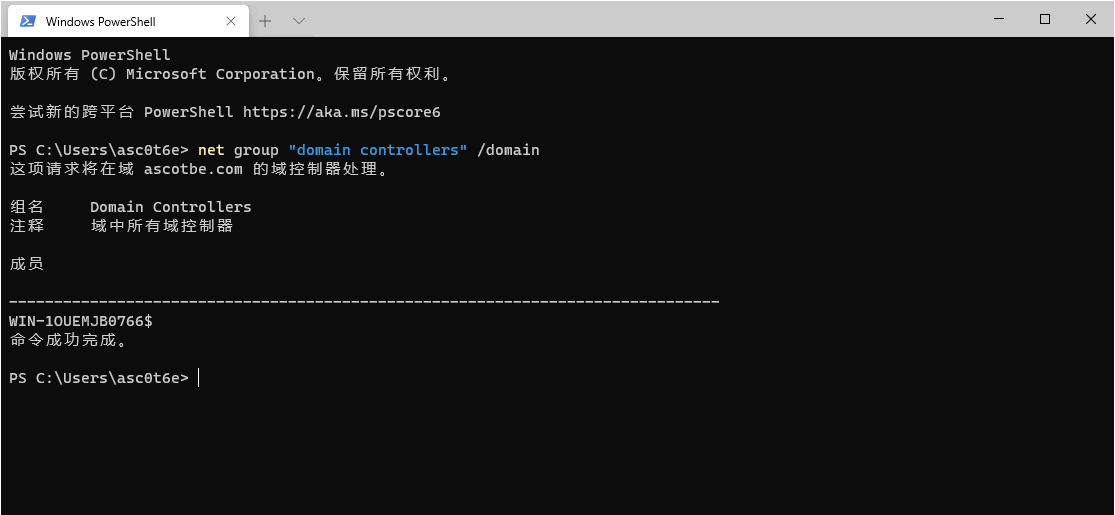 Windows PowerShell
Windows PowerShell
版权所有 (C) Microsoft Corporation。保留所有权利。
尝试新的跨平台 PowerShell https://aka.ms/pscore6
PS C:\Users\asc0t6e> net group "domain controllers" /domain
这项请求将在域 ascotbe.com 的域控制器处理。
组名     Domain Controllers
注释     域中所有域控制器
成员
-------------------------------------------------------------------------------
WIN-1OUEMJB0766$
命令成功完成。
PS C:\Users\asc0t6e>